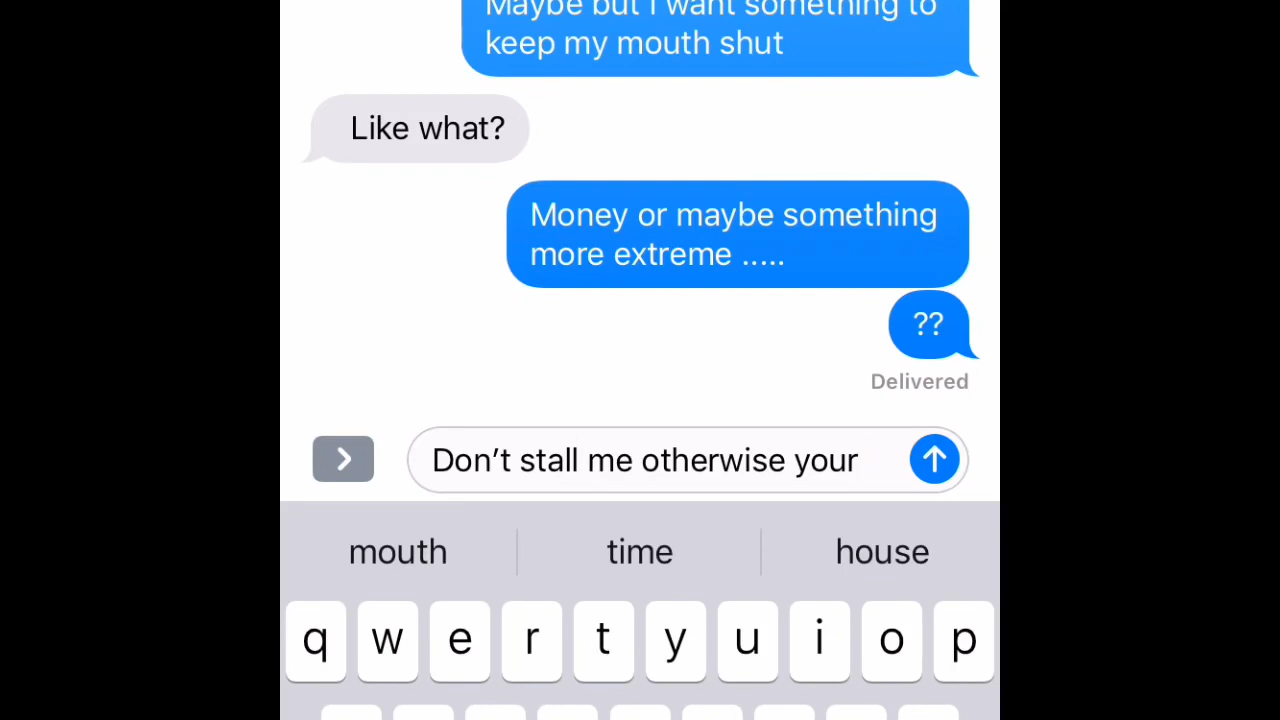 Maybe but I want something to
keep my mouth shut
Like what?
Money or maybe something
more extreme .....
??
Delivered
Don’t stall me otherwise your
mouth time house
q w e r t y u i o p